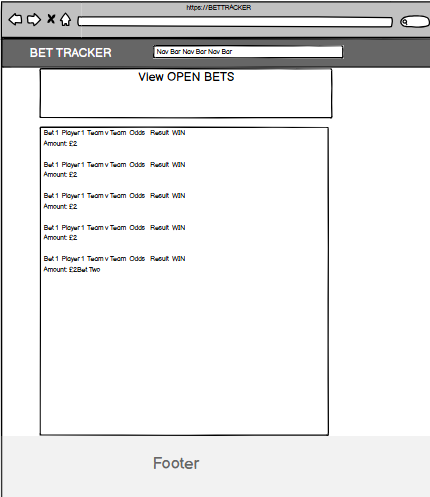 https://BETTRACKER
BET TRACKER
Nav Bar Nav Bar Nav Bar
View OPEN BETS
Bet 1 Player 1 Team v Team Odds Result WIN
Amount: £2
Bet 1 Player 1 Team v Team Odds Result WIN
Amount: £2
Bet 1 Player 1 Team v Team Odds Result WIN
Amount: £2
Bet 1 Player 1 Team v Team Odds Result WIN
Amount: £2
Bet 1 Player 1 Team v Team Odds Result WIN
Amount: £2Bet Two
Footer